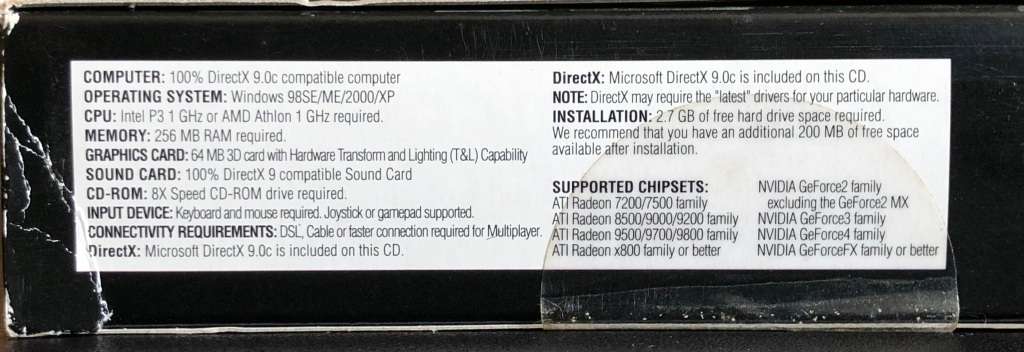 COMPUTER: 100% DirectX 9.0c compatible computer
OPERATING SYSTEM: Windows 98SE/ME/2000/XP
CPU: Intel P3 1 GHz or AMD Athlon 1 GHz required.
MEMORY: 256 MB RAM required.
GRAPHICS CARD: 64 MB 3D card with Hardware Transform and Lighting (T&L) Capability
SOUND CARD: 100% DirectX 9 compatible Sound Card
CD-ROM: 8X Speed CD-ROM drive required.
INPUT DEVICE: Keyboard and mouse required. Joystick or gamepad supported.
CONNECTIVITY REQUIREMENTS: DSL, Cable or faster connection required for Multiplayer.
DirectX: Microsoft DirectX 9.0c is included on this CD.
DirectX: Microsoft DirectX 9.0c is included on this CD.
NOTE: DirectX may require the "latest" drivers for your particular hardware.
INSTALLATION: 2.7 GB of free hard drive space required.
We recommend that you have an additional 200 MB of free space
available after installation.
SUPPORTED CHIPSETS:
ATI Radeon 7200/7500 family
ATI Radeon 8500/9000/9200 family
ATI Radeon 9500/9700/9800 family
ATI Radeon x800 family or better
NVIDIA GeForce2 family
excluding the GeForce2 MX
NVIDIA GeForce3 family
NVIDIA GeForce4 family
NVIDIA GeForceFX family or better